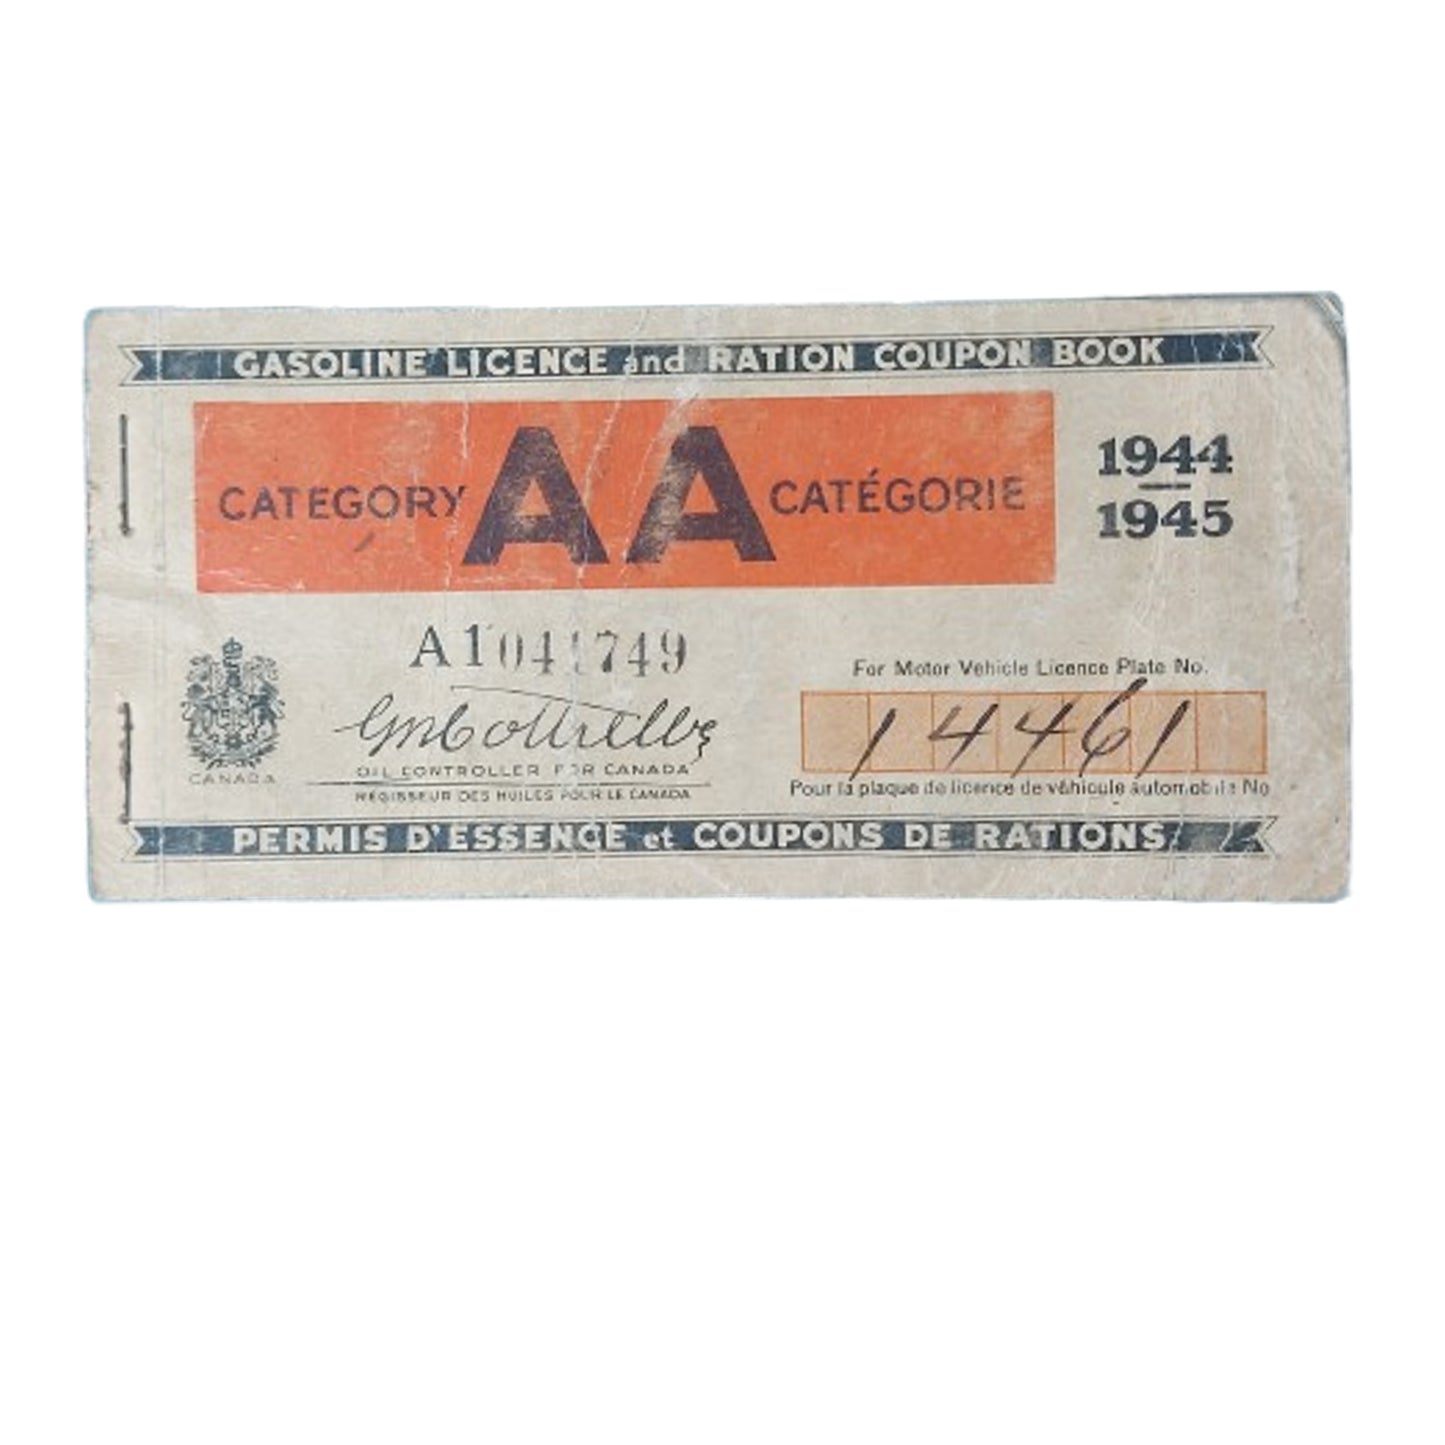 GASOLINE LICENCE and RATION COUPON BOOK
CATEGORY AA CATÉGORIE
1944
1945
For Motor Vehicle Licence Plate No.
14461
CANADA
OIL CONTROLLER FOR CANADA
RÉGISSEUR DES HUILES POUR LE CANADA
Pour la plaque de licence de véhicule automobile No
PERMIS D'ESSENCE et COUPONS DE RATIONS